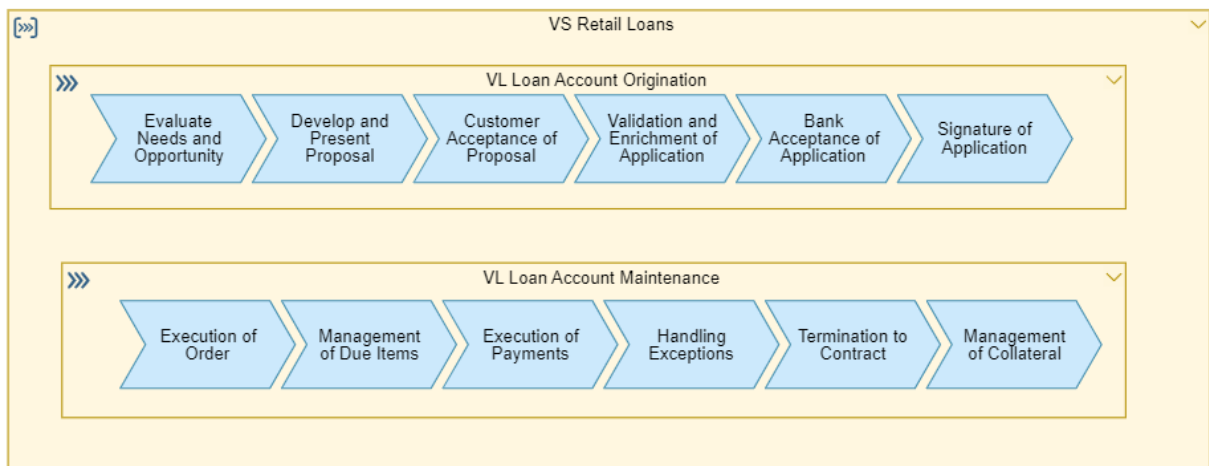 VS Retail Loans
VL Loan Account Origination
Evaluate
Needs and
Opportunity
Develop and
Present
Proposal
Customer
Acceptance of
Proposal
Validation and
Enrichment of
Application
Bank
Acceptance of
Application
Signature of
Application
VL Loan Account Maintenance
Execution of
Order
Management
of Due Items
Execution of
Payments
Handling
Exceptions
Termination to
Contract
Management
of Collateral